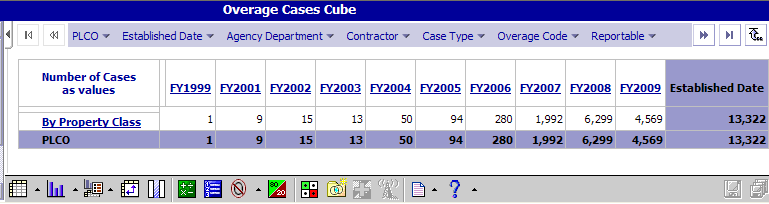 Overage Cases Cube
PLCO Established Date Agency Department Contractor Case Type Overage Code Reportable
Number of Cases as values FY1999 FY2001 FY2002 FY2003 FY2004 FY2005 FY2006 FY2007 FY2008 FY2009 Established Date
By Property Class 1 9 15 13 50 94 280 1,992 6,299 4,569 13,322
PLCO 1 9 15 13 50 94 280 1,992 6,299 4,569 13,322
80
20
?